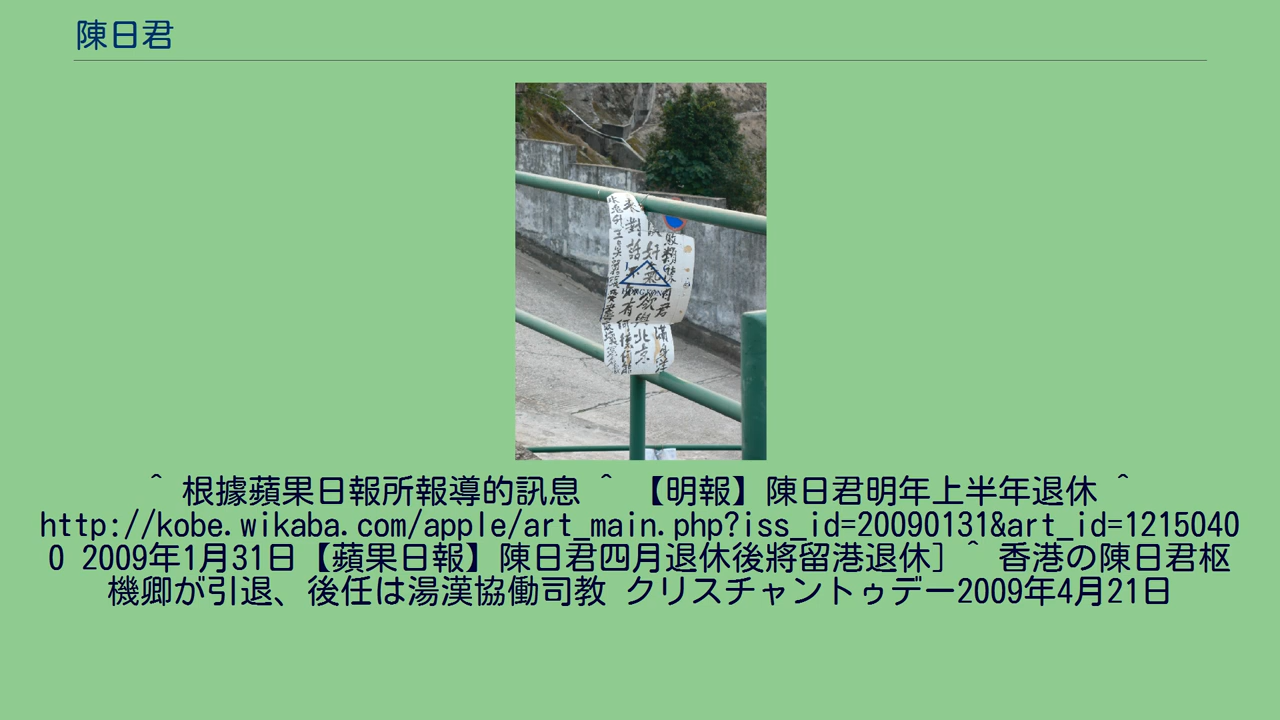 陳日君
^ 根據蘋果日報所報導的訊息 ^ 【明報】陳日君明年上半年退休 ^
http://kobe.wikaba.com/apple/art_main.php?iss_id=20090131&art_id=1215040
0 2009年1月31日【蘋果日報】陳日君四月退休後將留港退休] ^ 香港の陳日君枢
機卿が引退、後任は湯漢協働司教 クリスチャントゥデー2009年4月21日